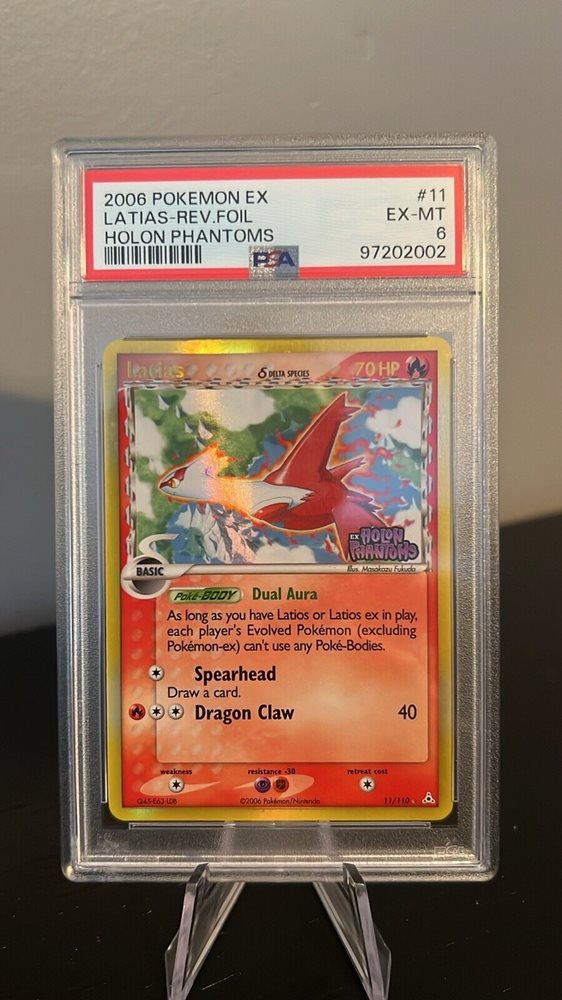 2006 POKEMON EX #11
LATIAS-REV.FOIL EX-MT
HOLON PHANTOMS 6
PSA 97202002
Latias δ DELTA SPECIES 70 HP
EX HOLON
PHANTOMS
BASIC
Illus. Masakazu Fukuda
Poké-BODY Dual Aura
As long as you have Latios or Latios ex in play,
each player's Evolved Pokémon (excluding
Pokémon-ex) can't use any Poké-Bodies.
Spearhead
Draw a card.
Dragon Claw 40
weakness resistance -30 retreat cost
©2006 Pokémon/Nintendo 11/110